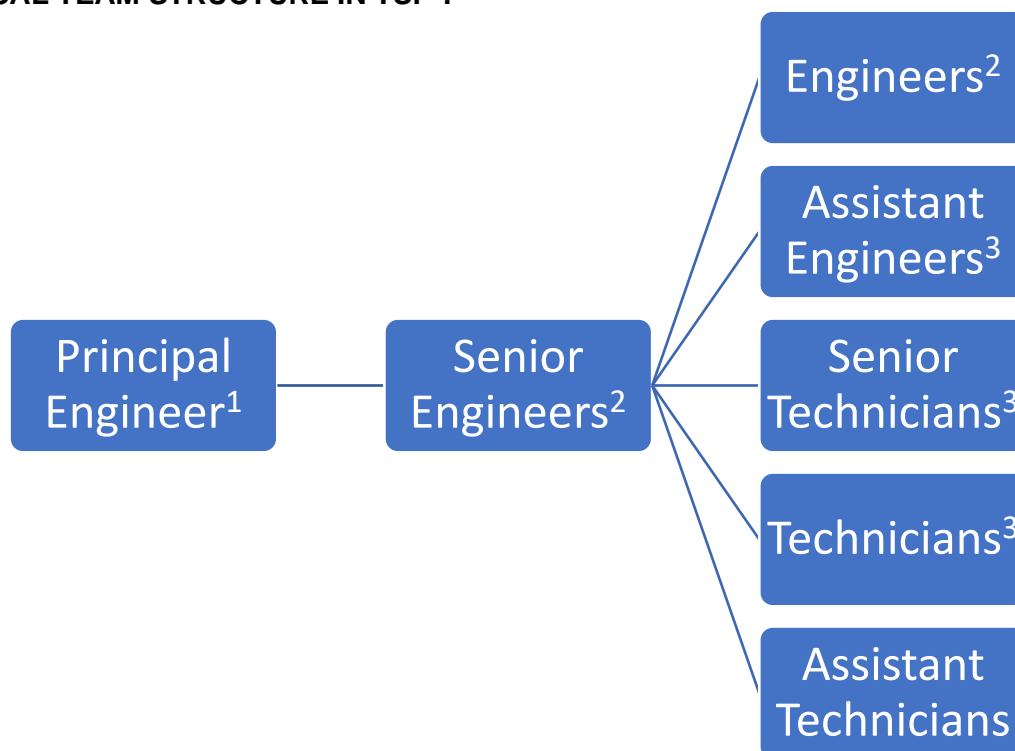 Engineers²
Assistant
Engineers³
Principal
Engineer¹
Senior
Engineers²
Senior
Technicians³
Technicians³
Assistant
Technicians